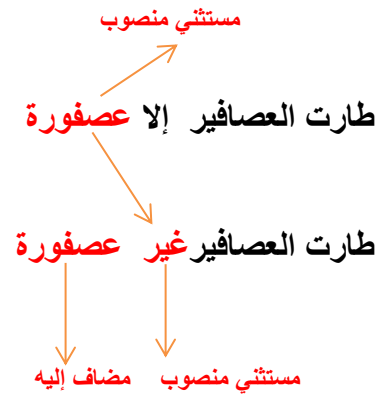 مستثني منصوب
طارت العصافير إلا عصفورة
طارت العصافير غير عصفورة
مستثني منصوب مضاف إليه